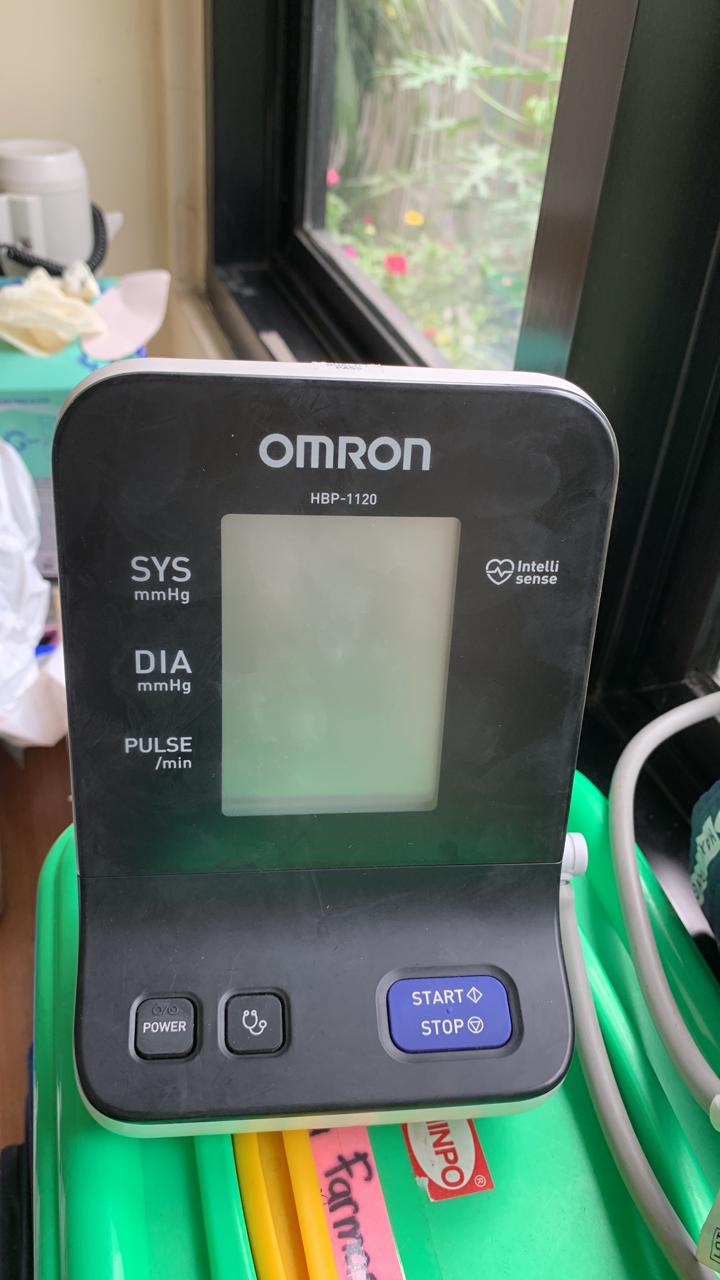 OMRON
HBP-1120
SYS
mmHg
Intelli
sense
DIA
mmHg
PULSE
/min
POWER
START
STOP
INPO
®
Farma